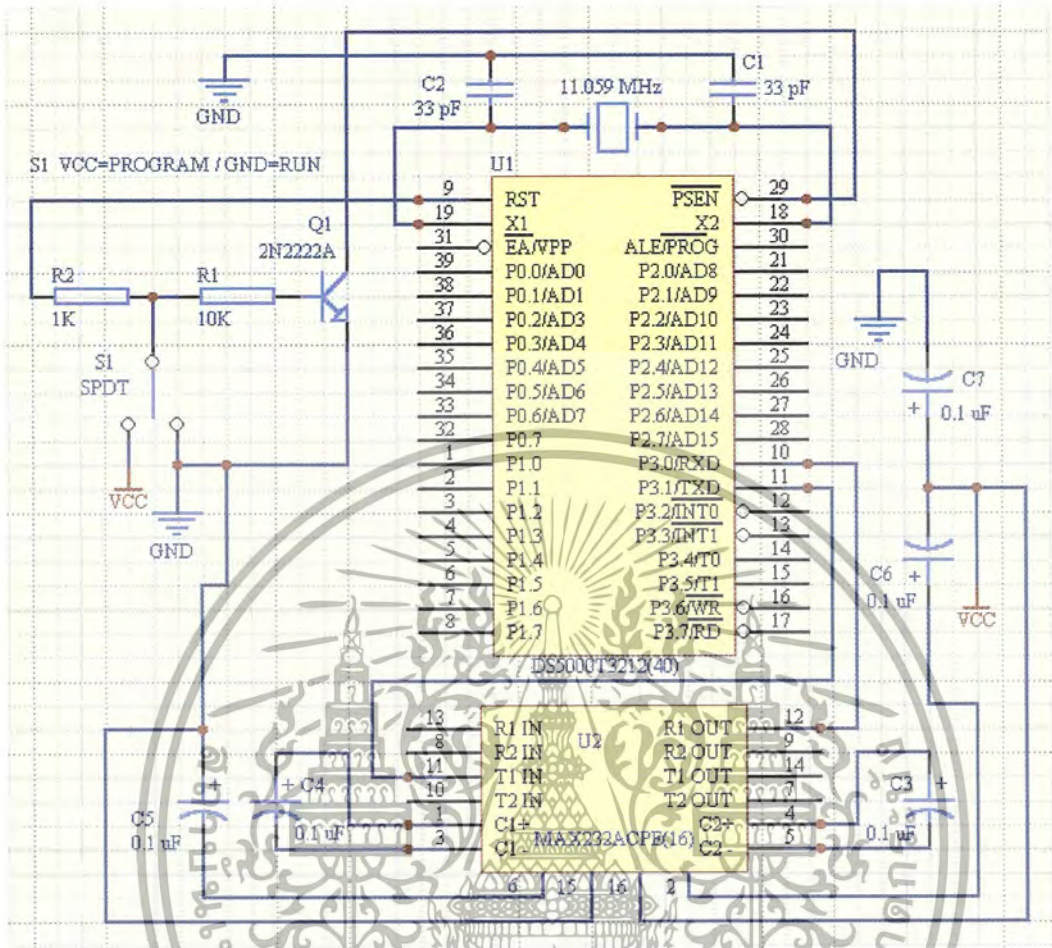 C1
C2
33 pF
11.059 MHz
33 pF
GND
S1 VCC=PROGRAM / GND=RUN
U1
9 RST PSEN 29
19 X1 X2 18
31 EA/VPP ALE/PROG 30
39 P0.0/AD0 P2.0/AD8 21
38 P0.1/AD1 P2.1/AD9 22
37 P0.2/AD3 P2.2/AD10 23
36 P0.3/AD4 P2.3/AD11 24
35 P0.4/AD5 P2.4/AD12 25
34 P0.5/AD6 P2.5/AD13 26
33 P0.6/AD7 P2.6/AD14 27
32 P0.7 P2.7/AD15 28
1 P1.0 P3.0/RXD 10
2 P1.1 P3.1/TXD 11
3 P1.2 P3.2/INT0 12
4 P1.3 P3.3/INT1 13
5 P1.4 P3.4/T0 14
6 P1.5 P3.5/T1 15
7 P1.6 P3.6/WR 16
8 P1.7 P3.7/RD 17
DS5000T3212(40)
Q1
2N2222A
R2
1K
R1
10K
S1
SPDT
VCC
GND
GND
C7
+ 0.1 uF
C6 +
0.1 uF
VCC
13 R1 IN R1 OUT 12
8 R2 IN R2 OUT 9
11 T1 IN T1 OUT 14
10 T2 IN T2 OUT 7
1 C1+ C2+ 4
3 C1- C2- 5
U2
MAX232ACPE(16)
6 15 16 2
+
C5
0.1 uF
+ C4
0.1 uF
C3 +
0.1 uF